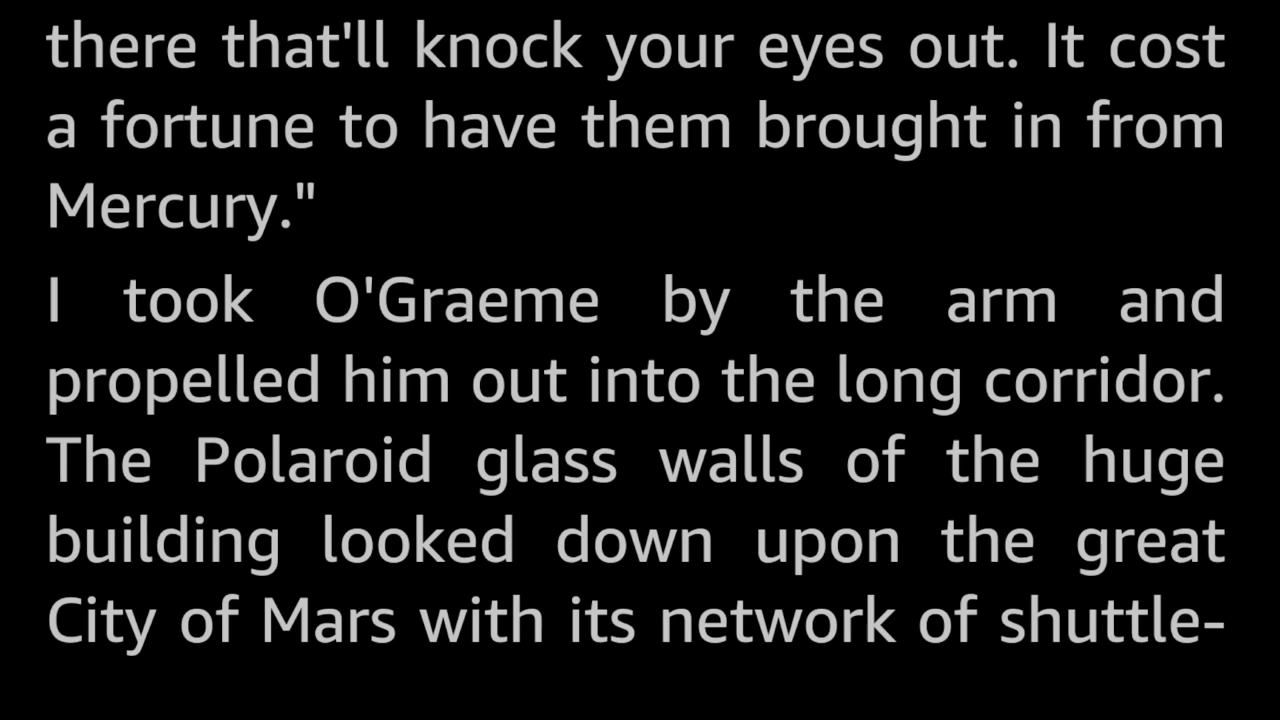 there that'll knock your eyes out. It cost
a fortune to have them brought in from
Mercury."
I took O'Graeme by the arm and
propelled him out into the long corridor.
The Polaroid glass walls of the huge
building looked down upon the great
City of Mars with its network of shuttle-